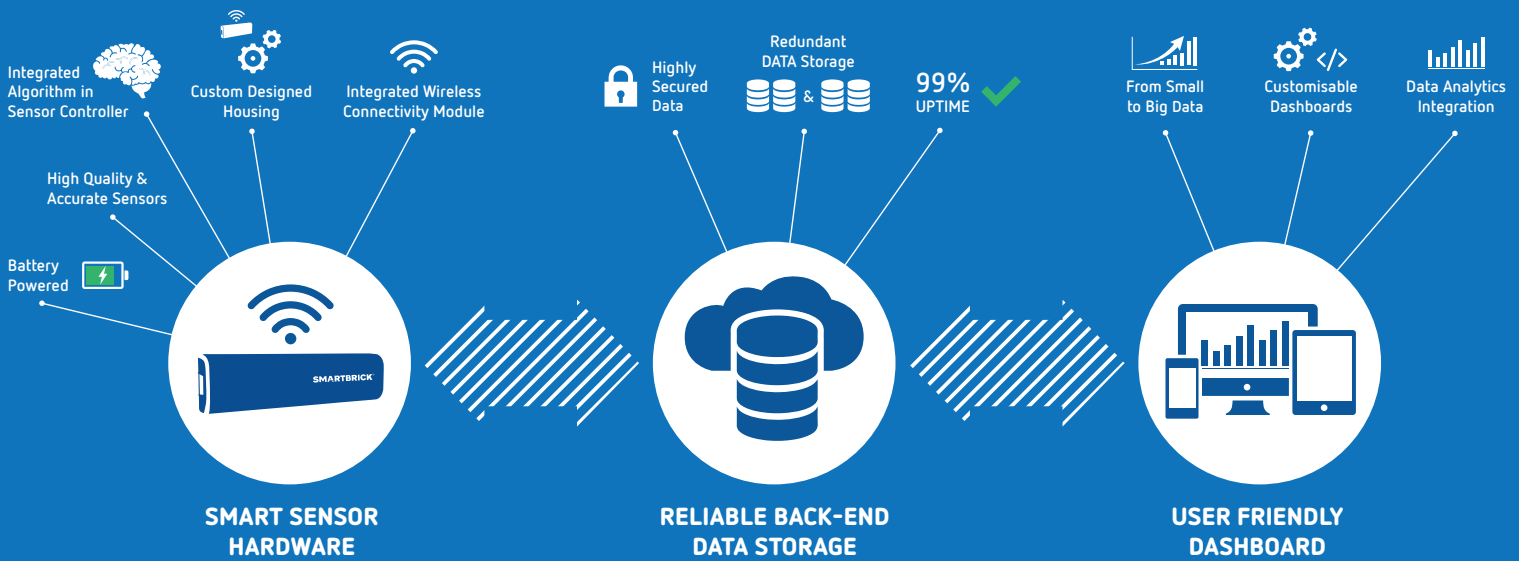 Integrated
Algorithm in
Sensor Controller
Custom Designed
Housing
Integrated Wireless
Connectivity Module
High Quality &
Accurate Sensors
Battery
Powered
SMARTBRICK
SMART SENSOR
HARDWARE
Highly
Secured
Data
Redundant
DATA Storage
&
99%
UPTIME
RELIABLE BACK-END
DATA STORAGE
From Small
to Big Data
</>
Customisable
Dashboards
Data Analytics
Integration
USER FRIENDLY
DASHBOARD